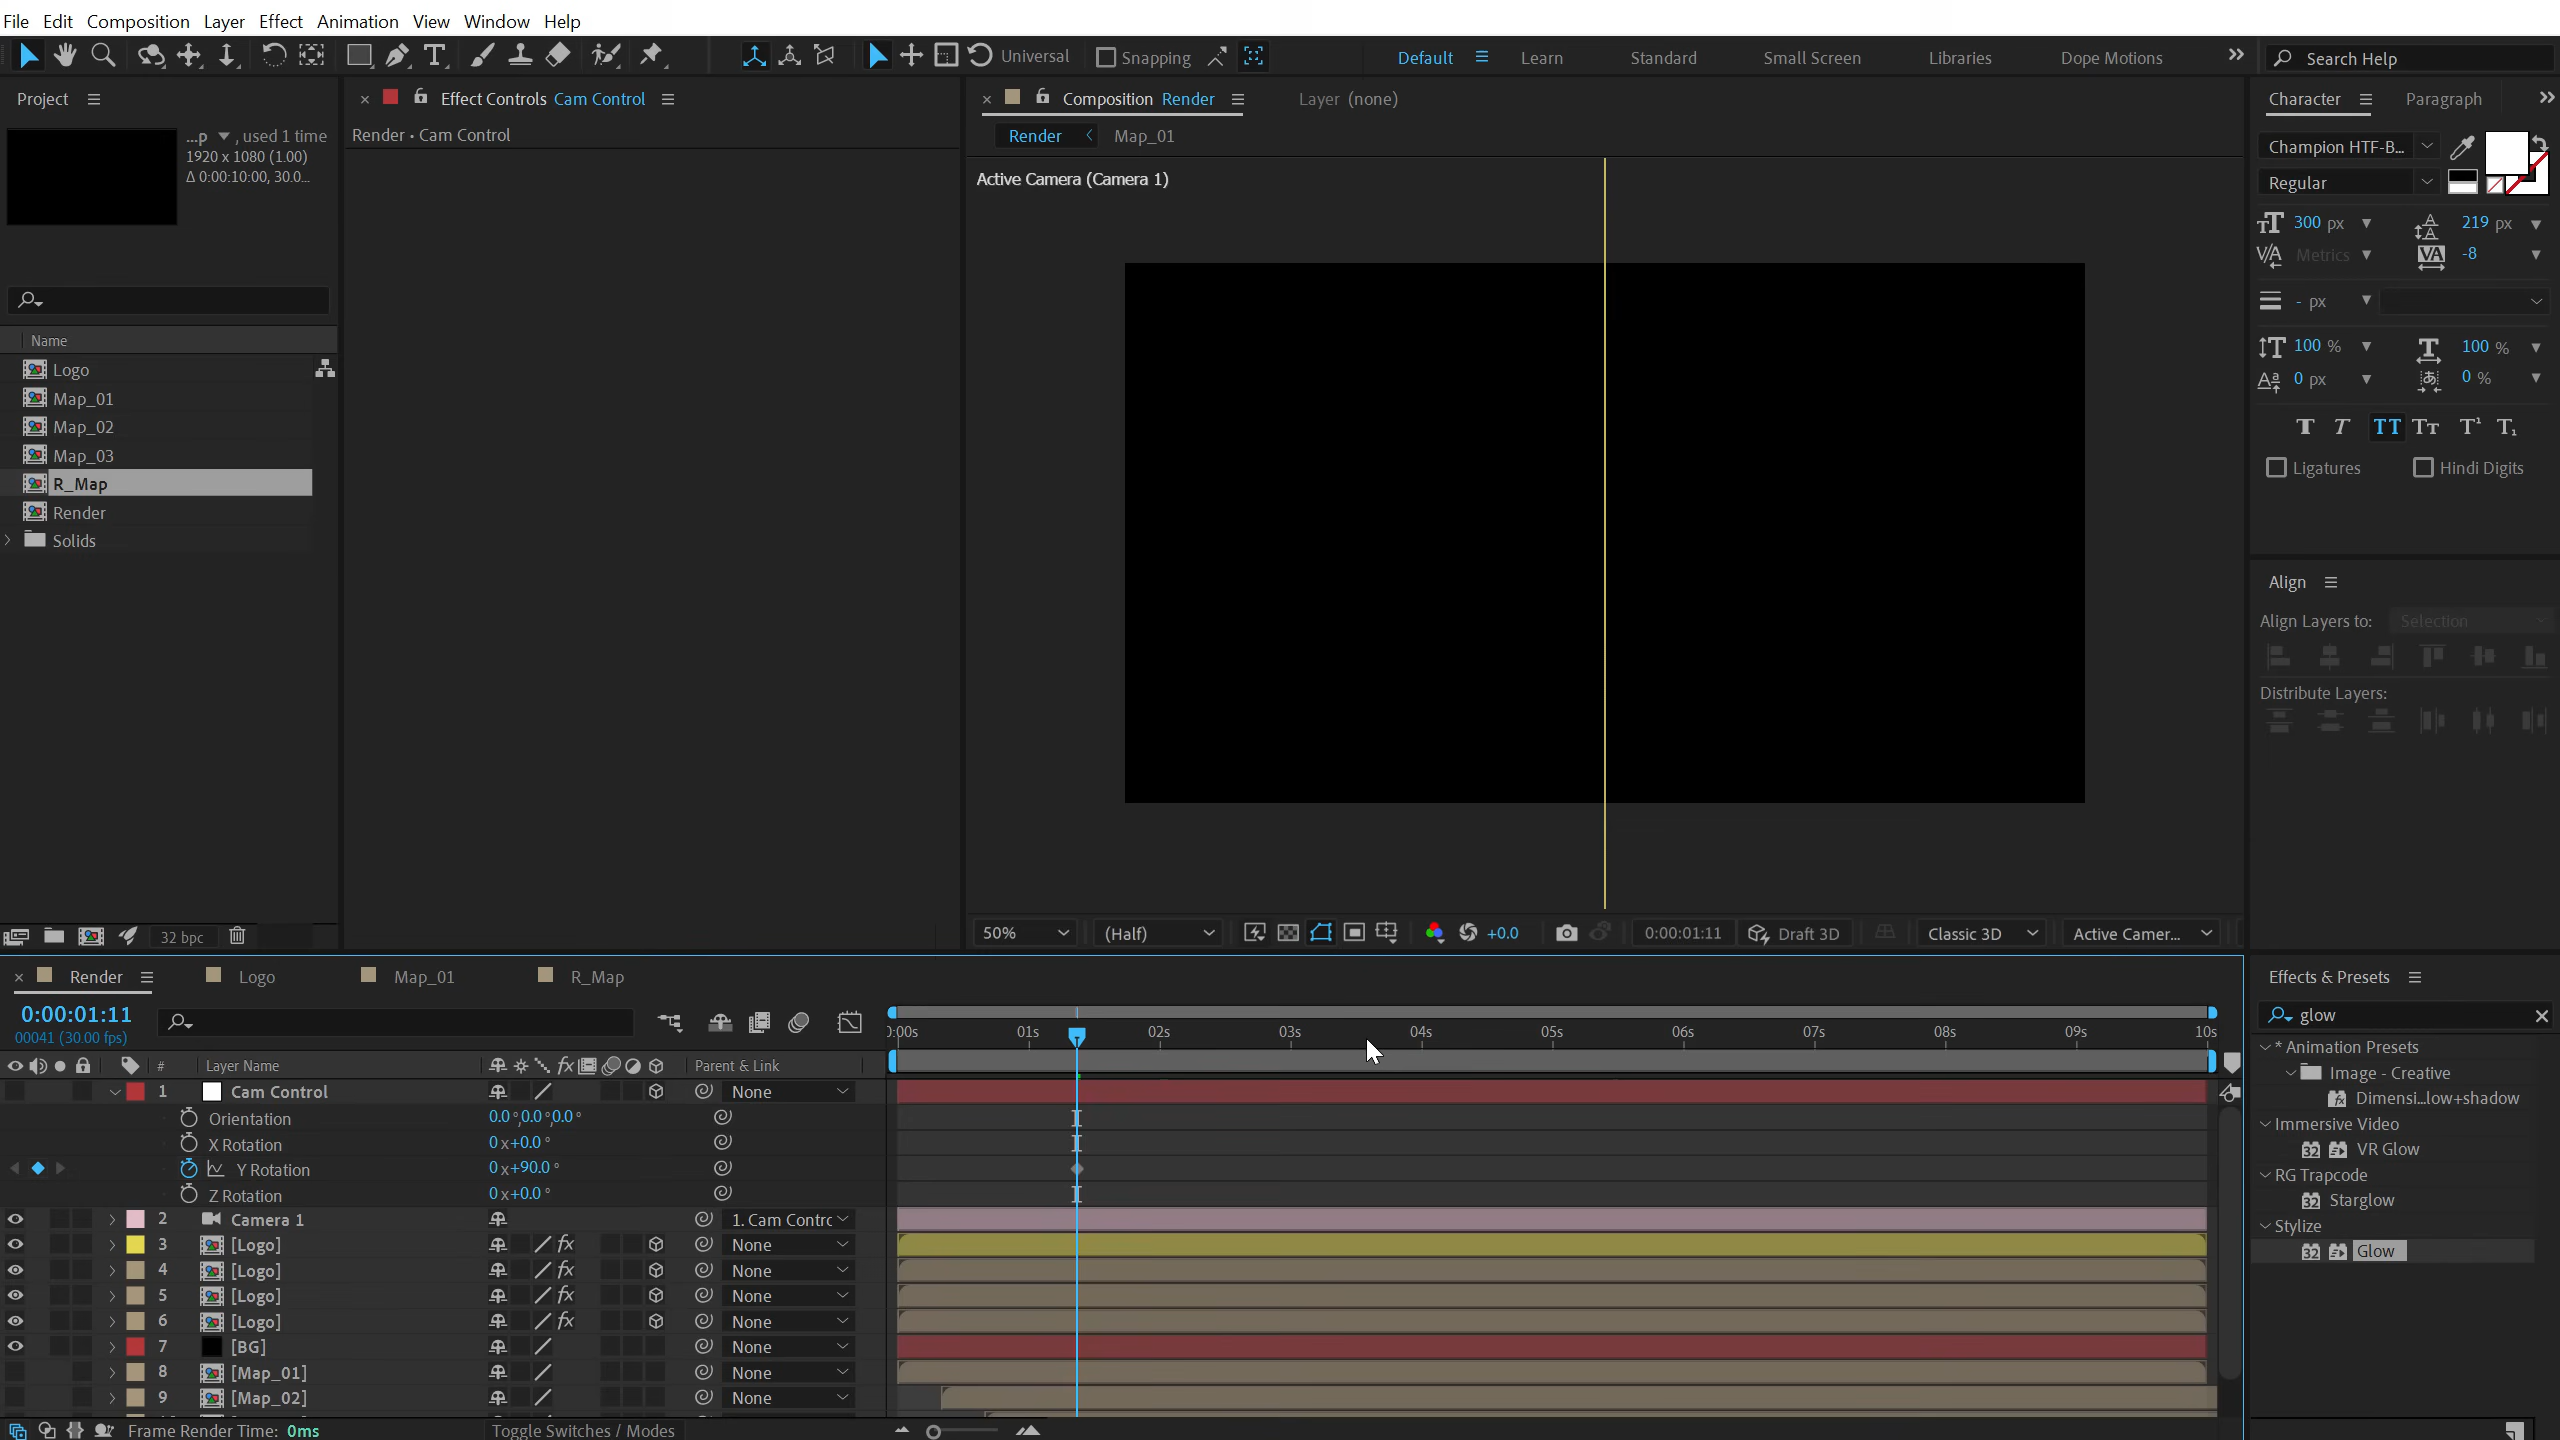 File Edit Composition Layer Effect Animation View Window Help
Universal Snapping Default Learn Standard Small Screen Libraries Dope Motions Search Help
Project
...p , used 1 time
1920 x 1080 (1.00)
Δ 0:00:10:00, 30.0...
Name
Logo
Map_01
Map_02
Map_03
R_Map
Render
Solids
32 bpc
Effect Controls Cam Control
Render • Cam Control
Composition Render Layer (none)
Render Map_01
Active Camera (Camera 1)
50% (Half) +0.0 0:00:01:11 Draft 3D Classic 3D Active Camer...
Character Paragraph
Champion HTF-B...
Regular
300 px 219 px
Metrics -8
- px
100 % 100 %
0 px 0 %
Ligatures Hindi Digits
Align
Align Layers to: Selection
Distribute Layers:
Render Logo Map_01 R_Map
0:00:01:11
00041 (30.00 fps)
0:00s 01s 02s 03s 04s 05s 06s 07s 08s 09s 10s
# Layer Name Parent & Link
1 Cam Control None
Orientation 0.0°,0.0°,0.0°
X Rotation 0x+0.0°
Y Rotation 0x+90.0°
Z Rotation 0x+0.0°
2 Camera 1 1. Cam Contrc
3 [Logo] None
4 [Logo] None
5 [Logo] None
6 [Logo] None
7 [BG] None
8 [Map_01] None
9 [Map_02] None
Frame Render Time: 0ms Toggle Switches / Modes
Effects & Presets
glow
* Animation Presets
Image - Creative
Dimensi...low+shadow
Immersive Video
32 VR Glow
RG Trapcode
32 Starglow
Stylize
32 Glow